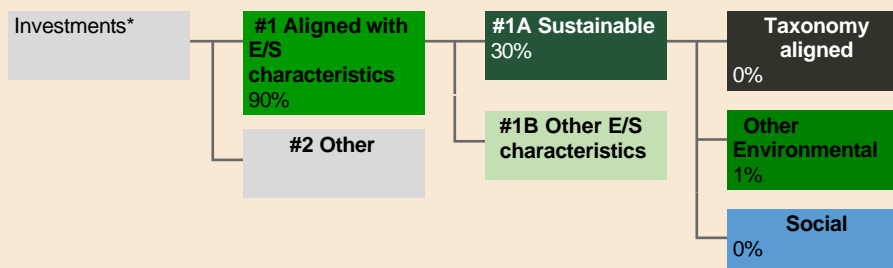 Investments*
#1 Aligned with
E/S
characteristics
90%
#2 Other
#1A Sustainable
30%
#1B Other E/S
characteristics
Taxonomy
aligned
0%
Other
Environmental
1%
Social
0%